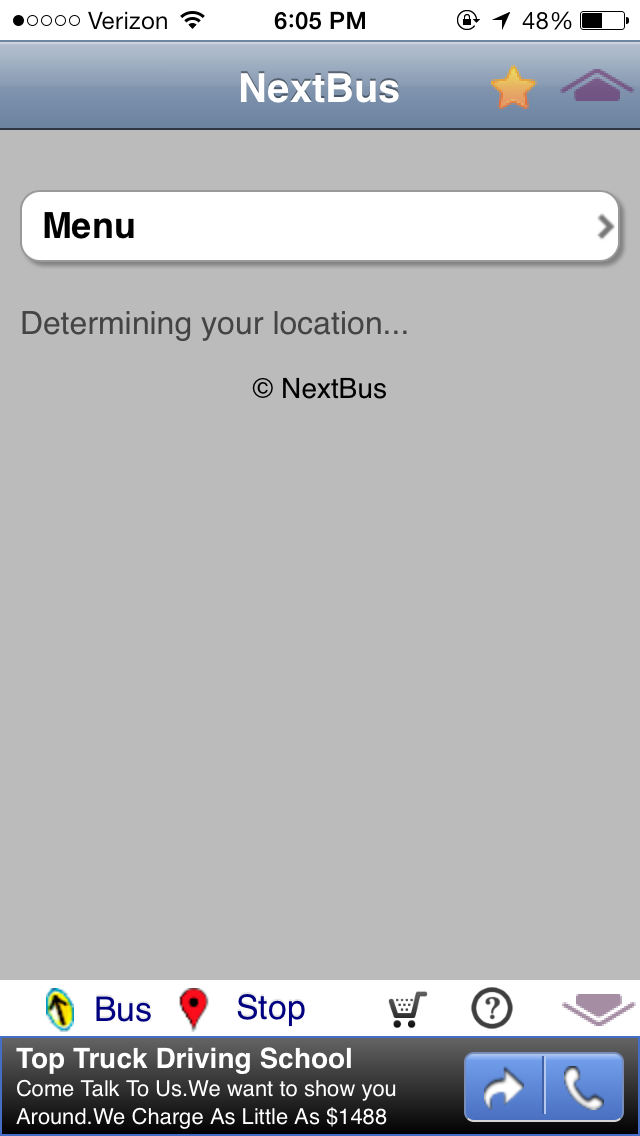 Verizon 6:05 PM 48%
NextBus
Menu
Determining your location...
© NextBus
Bus Stop ?
Top Truck Driving School
Come Talk To Us.We want to show you
Around.We Charge As Little As $1488